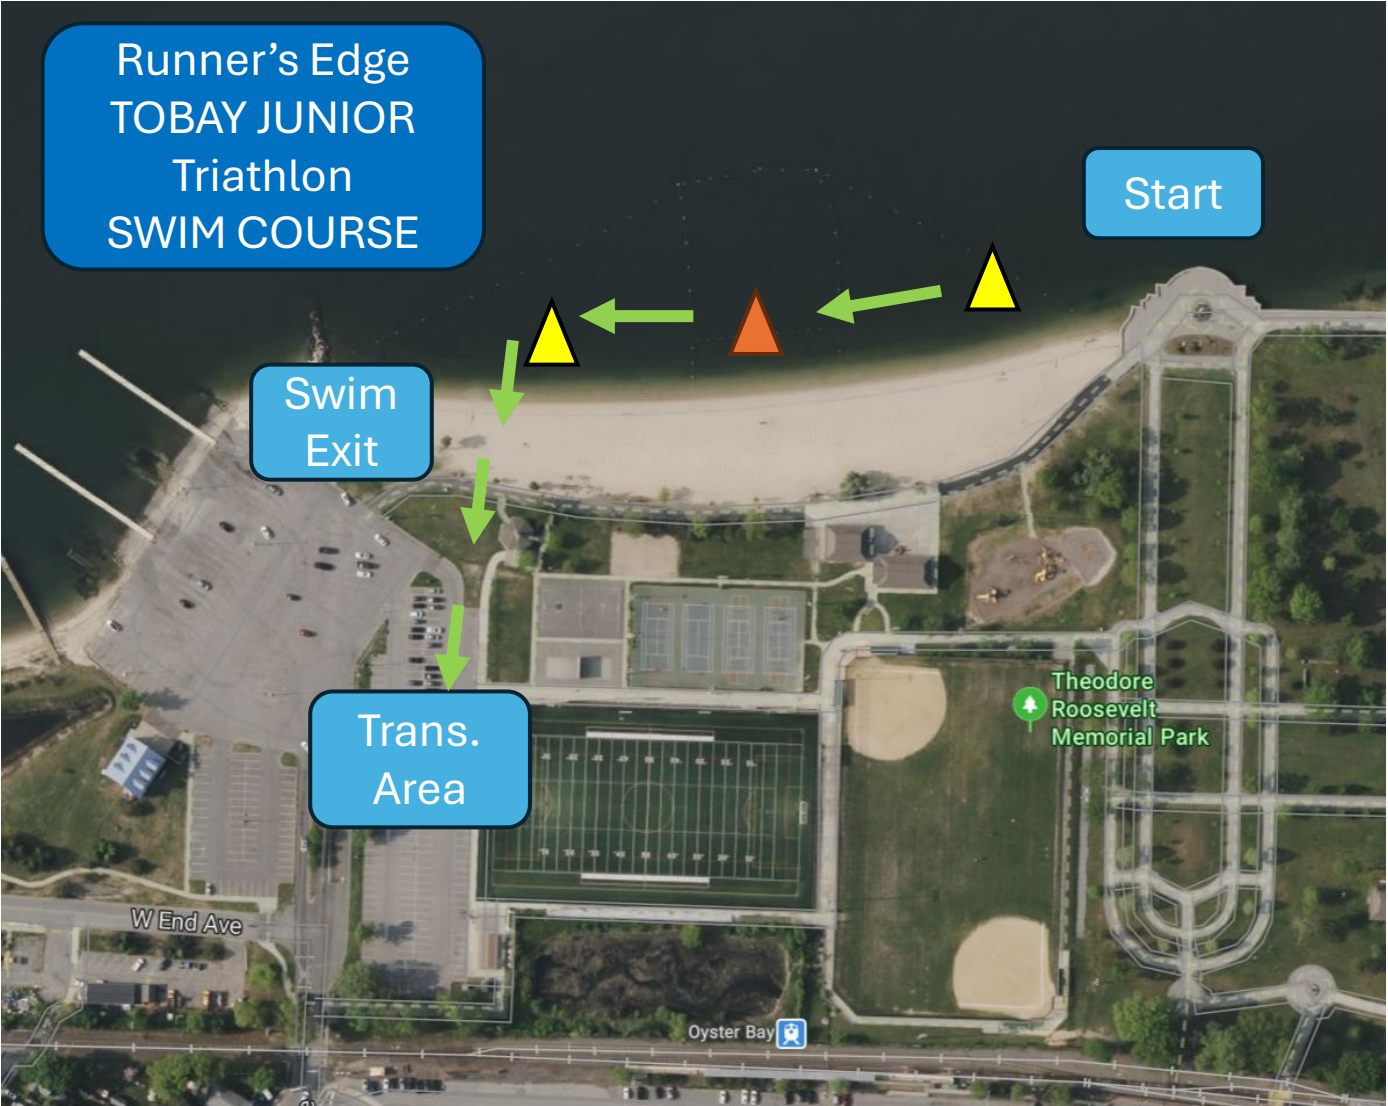 Runner’s Edge
TOBAY JUNIOR
Triathlon
SWIM COURSE
Start
Swim
Exit
Trans.
Area
Theodore
Roosevelt
Memorial Park
W End Ave
Oyster Bay